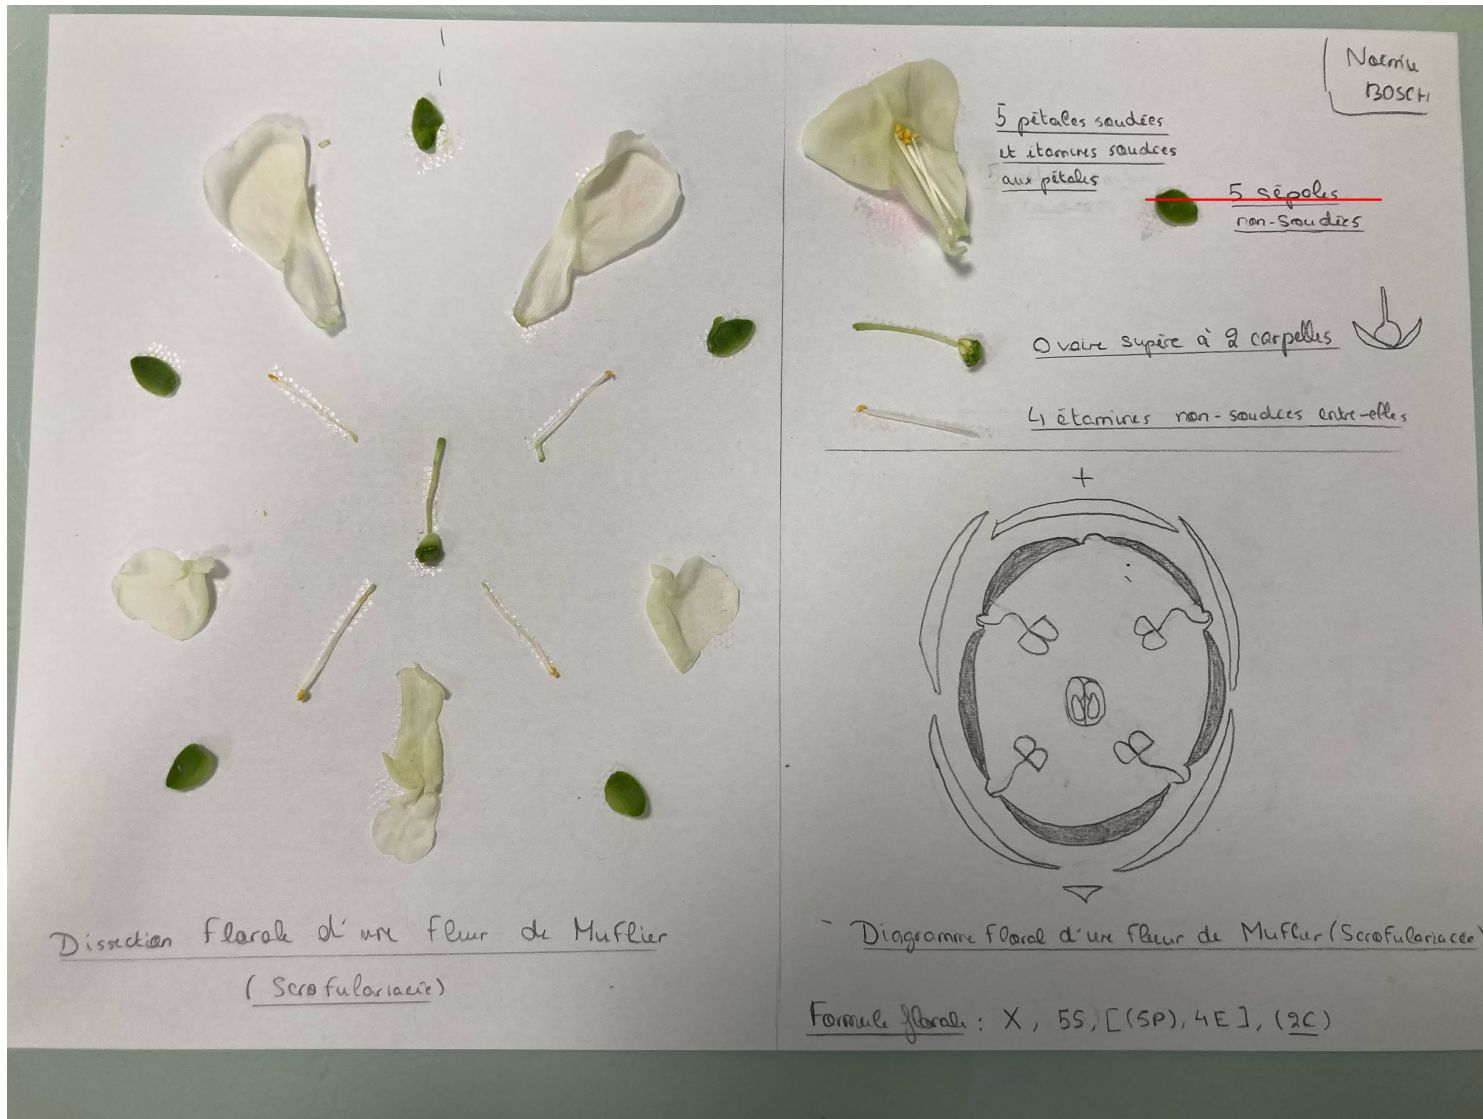 Noémie
BOSCH
5 pétales soudées
et étamines soudées
aux pétales
5 sépales
non-soudées
Ovaire supère à 2 carpelles
4 étamines non-soudées entre-elles
+
Dissection florale d'une fleur de Muflier
(Scrofulariacée)
Diagramme floral d'une fleur de Muflier (Scrofulariacée)
Formule florale : X, 5S, [(5P), 4E], (2C)